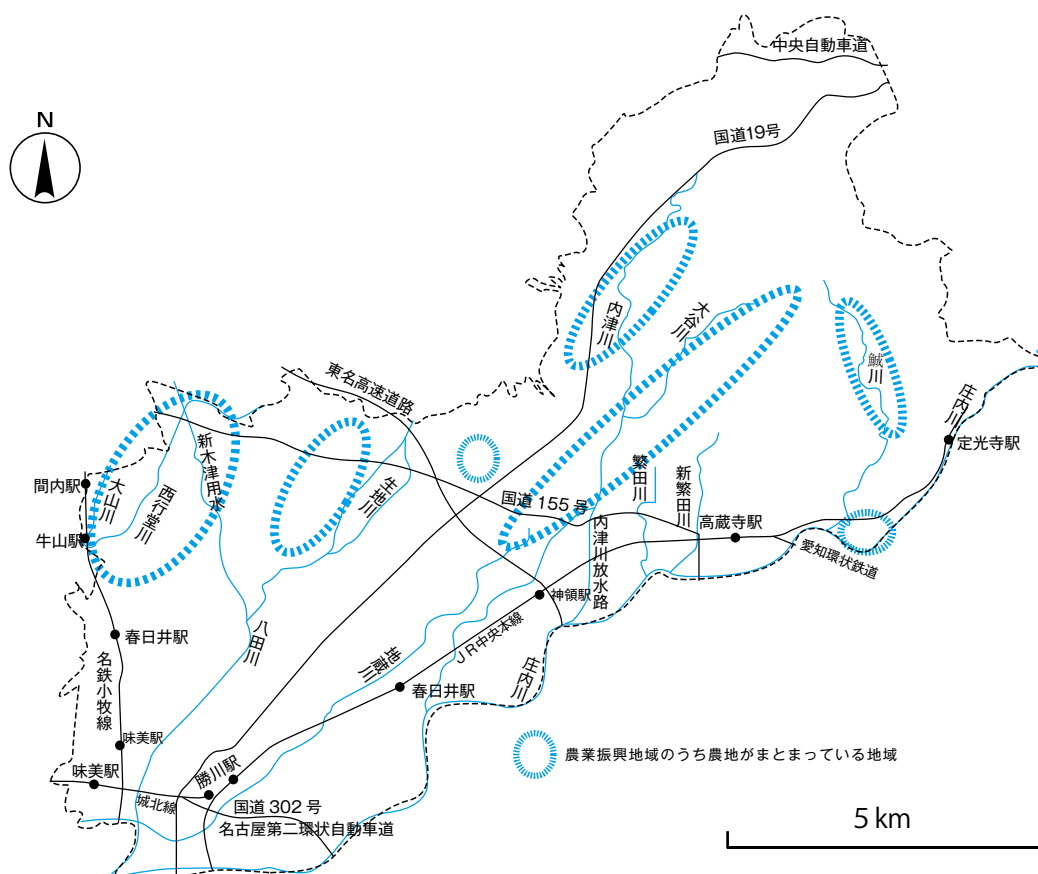 中央自動車道
N
国道19号
内津川
大谷川
鰄川
庄内川
東名高速道路
定光寺駅
新木津用水
間内駅
大山川
西行堂川
生地川
繁田川
新繁田川
国道 155 号
内津川放水路
高蔵寺駅
牛山駅
愛知環状鉄道
神領駅
春日井駅
八田川
JR中央本線
地蔵川
庄内川
名鉄小牧線
春日井駅
味美駅
農業振興地域のうち農地がまとまっている地域
味美駅
勝川駅
城北線
国道 302 号
名古屋第二環状自動車道
5 km